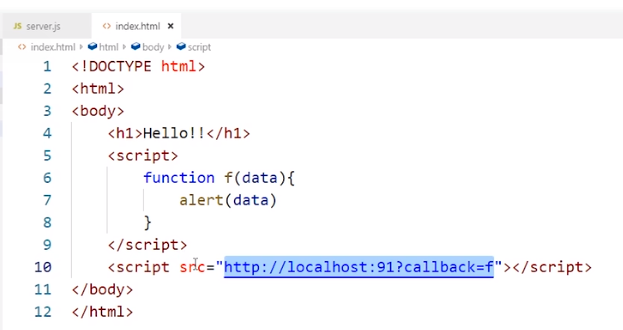 JS server.js <> index.html ×
<> index.html > html > body > script
1 <!DOCTYPE html>
2 <html>
3 <body>
4 <h1>Hello!!</h1>
5 <script>
6 function f(data){
7 alert(data)
8 }
9 </script>
10 <script src="http://localhost:91?callback=f"></script>
11 </body>
12 </html>